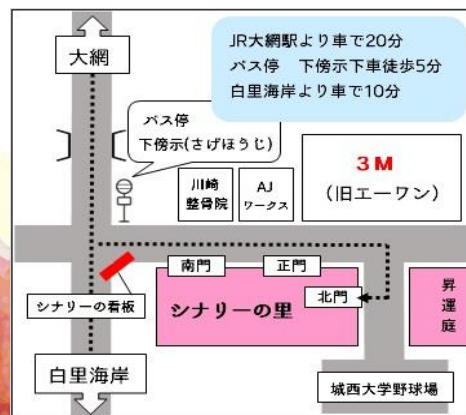 大網
JR大網駅より車で20分
バス停　下傍示下車徒歩5分
白里海岸より車で10分
バス停
下傍示(さげほうじ)
川崎
整骨院
AJ
ワークス
3M
(旧エーワン)
南門
正門
北門
シナリーの里
シナリーの看板
昇
運
庭
白里海岸
城西大学野球場